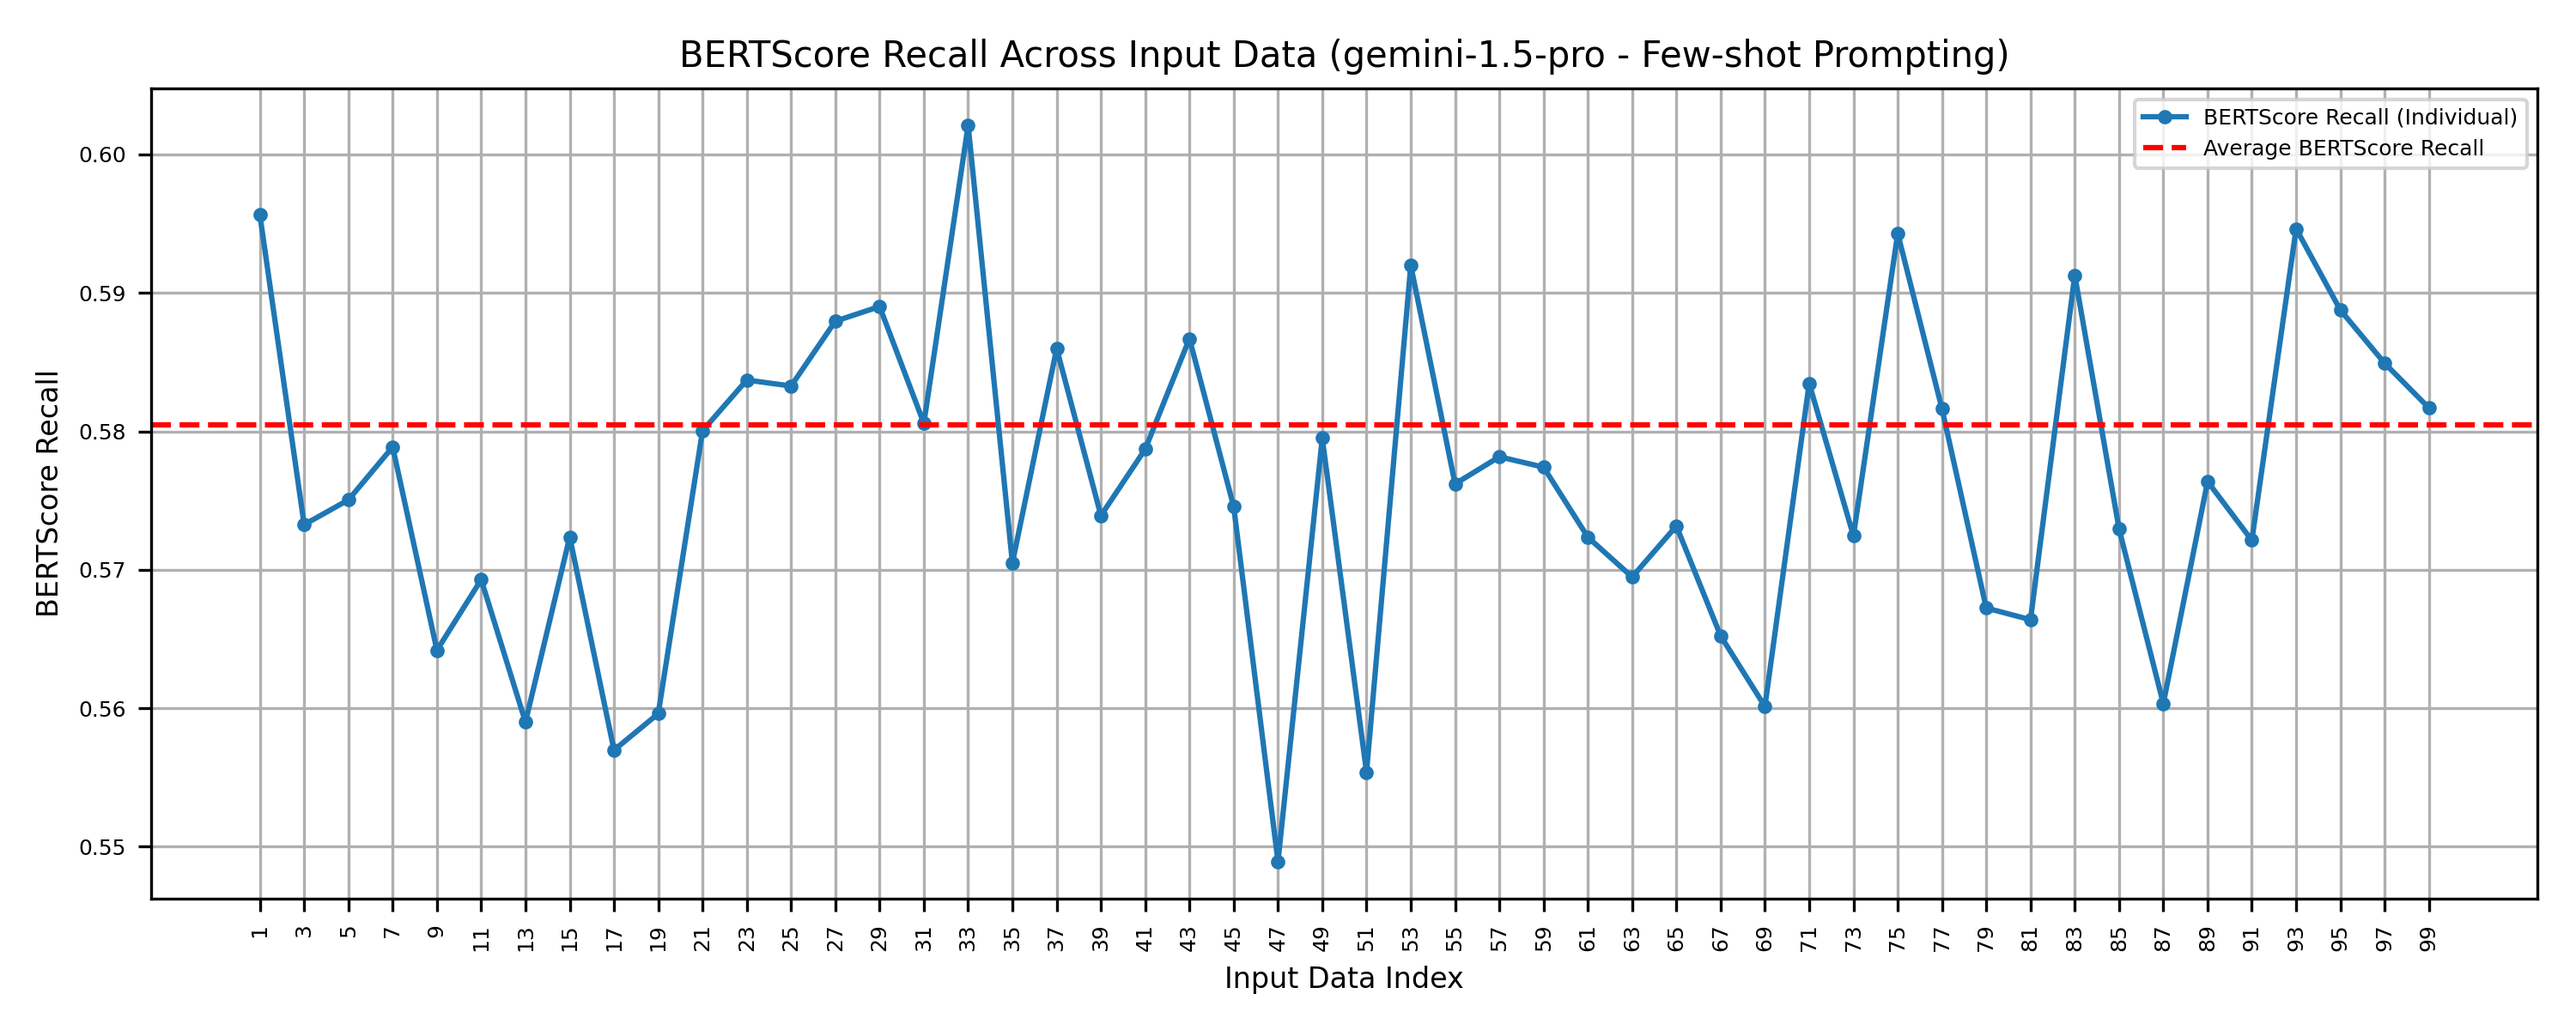 BERTScore Recall Across Input Data (gemini-1.5-pro - Few-shot Prompting)
BERTScore Recall (Individual)
Average BERTScore Recall
0.60
0.59
0.58
0.57
0.56
0.55
BERTScore Recall
1 3 5 7 9 11 13 15 17 19 21 23 25 27 29 31 33 35 37 39 41 43 45 47 49 51 53 55 57 59 61 63 65 67 69 71 73 75 77 79 81 83 85 87 89 91 93 95 97 99
Input Data Index